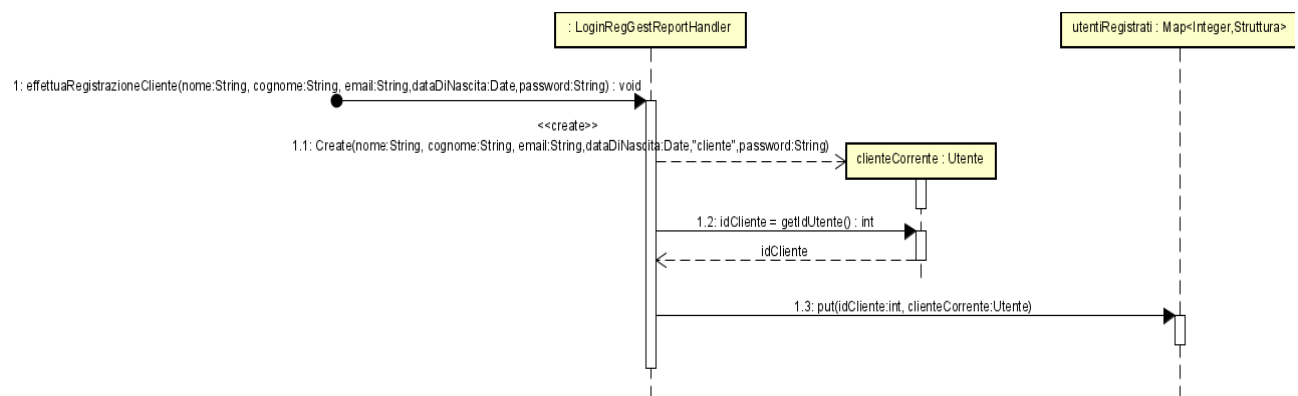 : LoginRegGestReportHandler
utentiRegistrati : Map<Integer,Struttura>
1: effettuaRegistrazioneCliente(nome:String, cognome:String, email:String,dataDiNascita:Date,password:String) : void
<<create>>
1.1: Create(nome:String, cognome:String, email:String,dataDiNascita:Date,"cliente",password:String)
clienteCorrente : Utente
1.2: idCliente = getIdUtente() : int
idCliente
1.3: put(idCliente:int, clienteCorrente:Utente)